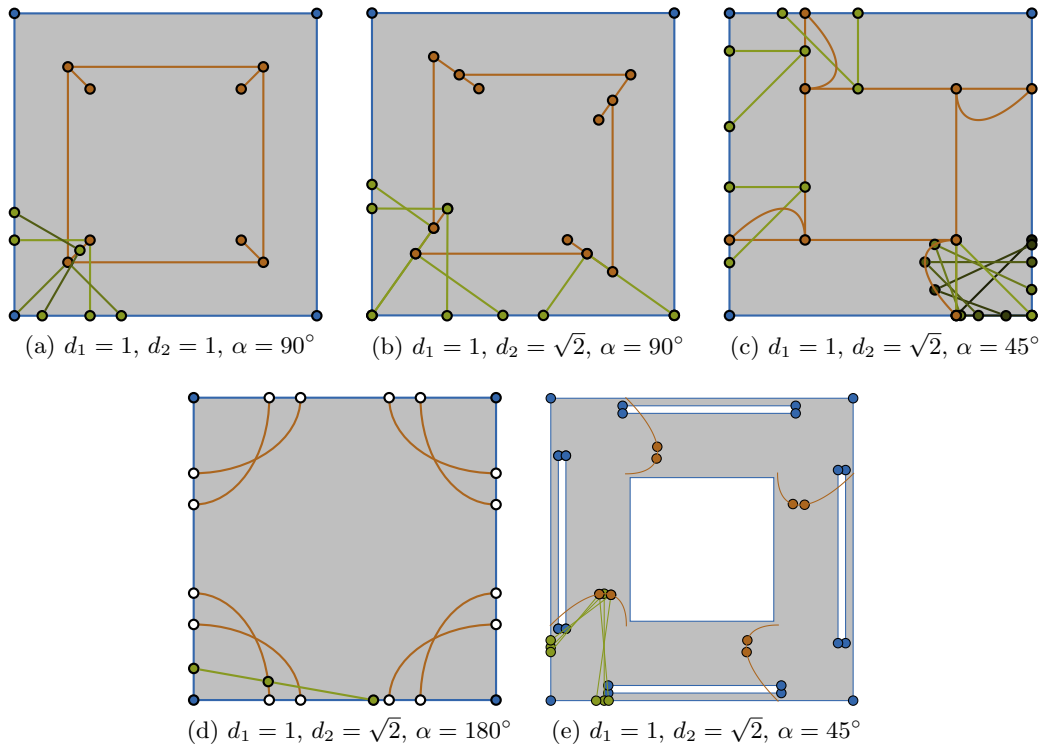 (a) d₁ = 1, d₂ = 1, α = 90°
(b) d₁ = 1, d₂ = √2, α = 90°
(c) d₁ = 1, d₂ = √2, α = 45°
(d) d₁ = 1, d₂ = √2, α = 180°
(e) d₁ = 1, d₂ = √2, α = 45°